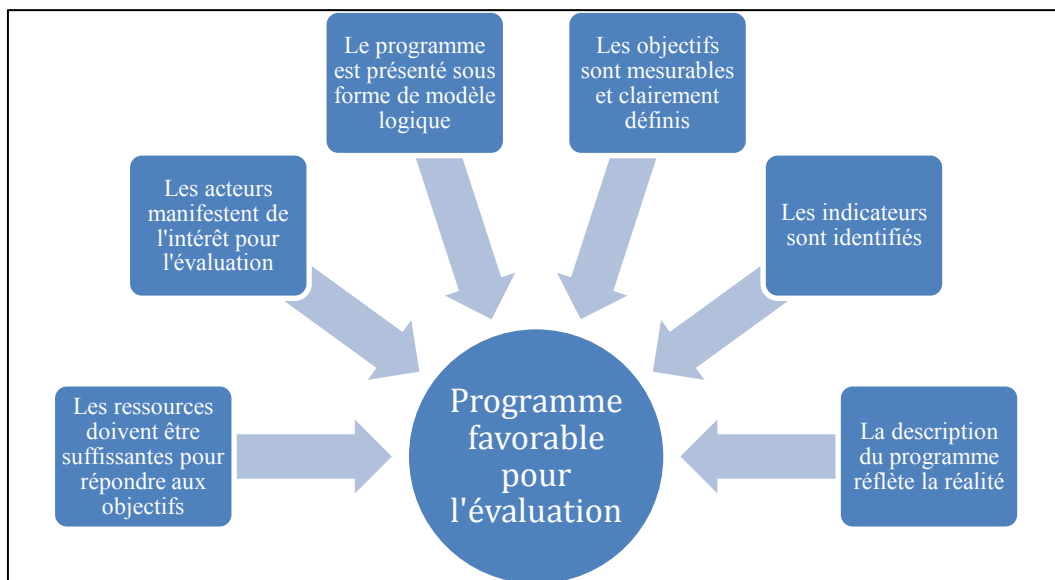 Le programme
est présenté sous
forme de modèle
logique
Les objectifs
sont mesurables
et clairement
définis
Les acteurs
manifestent de
l'intérêt pour
l'évaluation
Les indicateurs
sont identifiés
Les ressources
doivent être
suffissantes pour
répondre aux
objectifs
Programme
favorable
pour
l'évaluation
La description
du programme
réflète la réalité